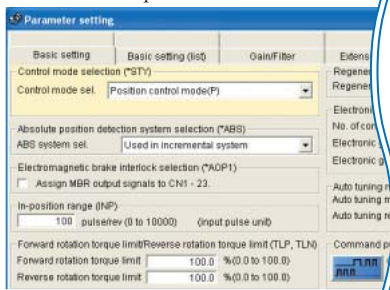 Parameter setting
Basic setting
Basic setting (list)
Gain/Filter
Extens
Control mode selection (*STY)
Control mode sel.
Position control mode(P)
Absolute position detection system selection (*ABS)
ABS system sel.
Used in incremental system
Electromagnetic brake interlock selection (*AOP1)
Assign MBR output signals to CN1 - 23.
In-position range (INP)
100 pulse/rev (0 to 10000) (input pulse unit)
Forward rotation torque limit/Reverse rotation torque limit (TLP, TLN)
Forward rotation torque limit 100.0 %(0.0 to 100.0)
Reverse rotation torque limit 100.0 %(0.0 to 100.0)
Regener
Regener
Electroni
No. of con
Electronic g
Electronic g
Auto tuning m
Auto tuning m
Auto tuning re
Command p